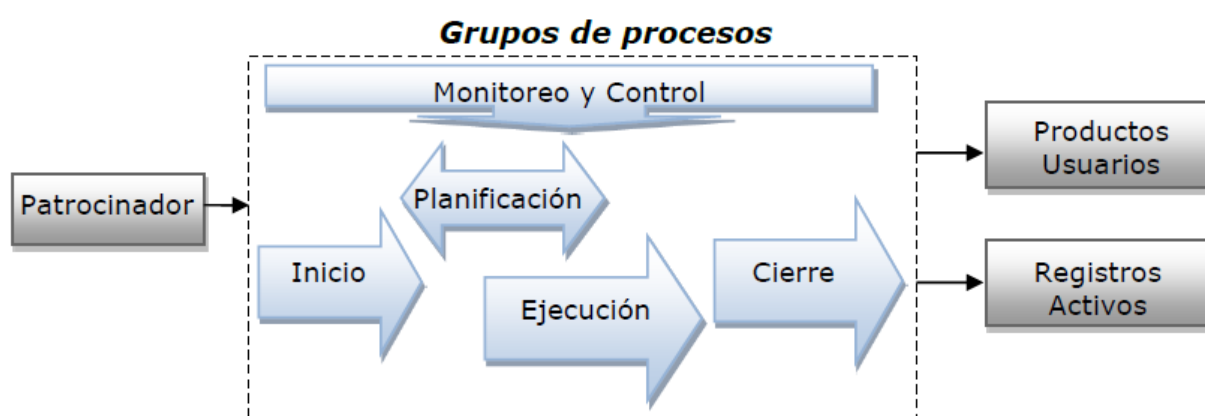 Grupos de procesos
Monitoreo y Control
Productos
Usuarios
Planificación
Patrocinador
Inicio
Cierre
Registros
Activos
Ejecución